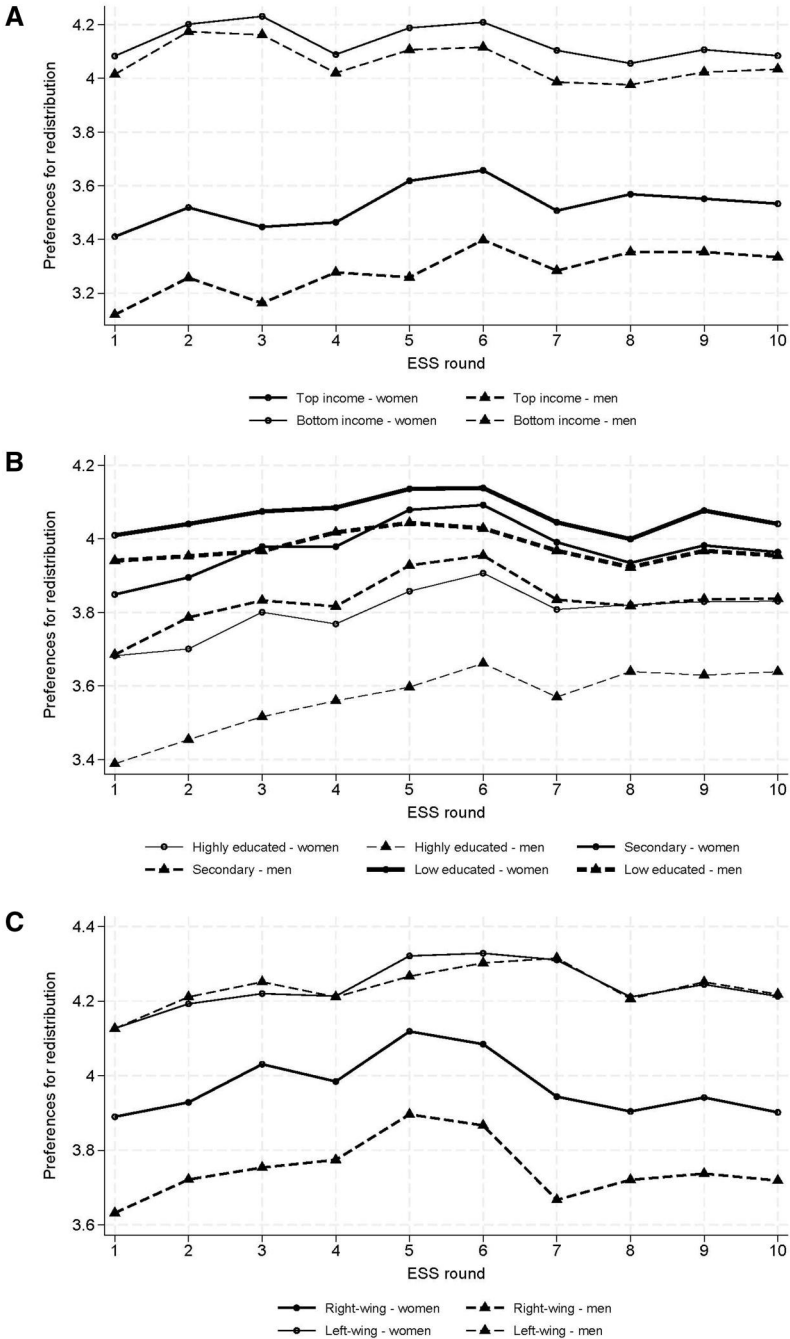 A
Preferences for redistribution
4.2
4
3.8
3.6
3.4
3.2
1 2 3 4 5 6 7 8 9 10
ESS round
Top income - women Top income - men
Bottom income - women Bottom income - men
B
Preferences for redistribution
4.2
4
3.8
3.6
3.4
1 2 3 4 5 6 7 8 9 10
ESS round
Highly educated - women Highly educated - men Secondary - women
Secondary - men Low educated - women Low educated - men
C
Preferences for redistribution
4.4
4.2
4
3.8
3.6
1 2 3 4 5 6 7 8 9 10
ESS round
Right-wing - women Right-wing - men
Left-wing - women Left-wing - men